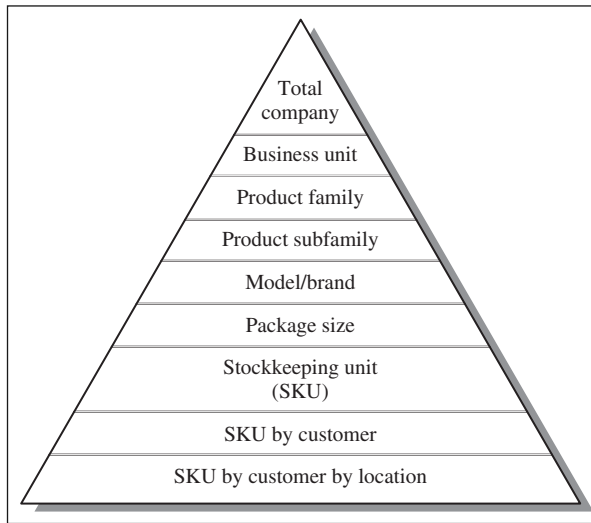 Total
company
Business unit
Product family
Product subfamily
Model/brand
Package size
Stockkeeping unit
(SKU)
SKU by customer
SKU by customer by location